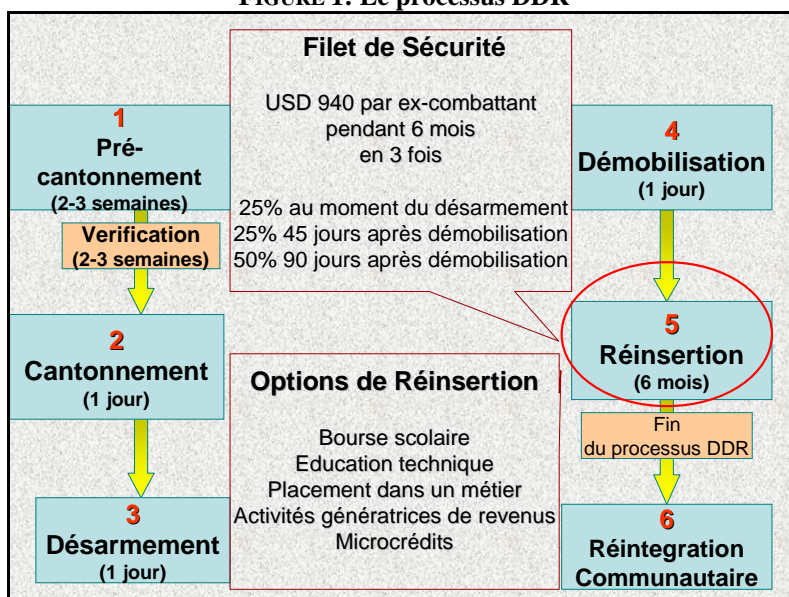 FIGURE 1: Le processus DDR
1
Pré-
cantonnement
(2-3 semaines)
Verification
(2-3 semaines)
2
Cantonnement
(1 jour)
3
Désarmement
(1 jour)
Filet de Sécurité
USD 940 par ex-combattant
pendant 6 mois
en 3 fois
25% au moment du désarmement
25% 45 jours après démobilisation
50% 90 jours après démobilisation
Options de Réinsertion
Bourse scolaire
Education technique
Placement dans un métier
Activités génératrices de revenus
Microcrédits
4
Démobilisation
(1 jour)
5
Réinsertion
(6 mois)
Fin
du processus DDR
6
Réintegration
Communautaire